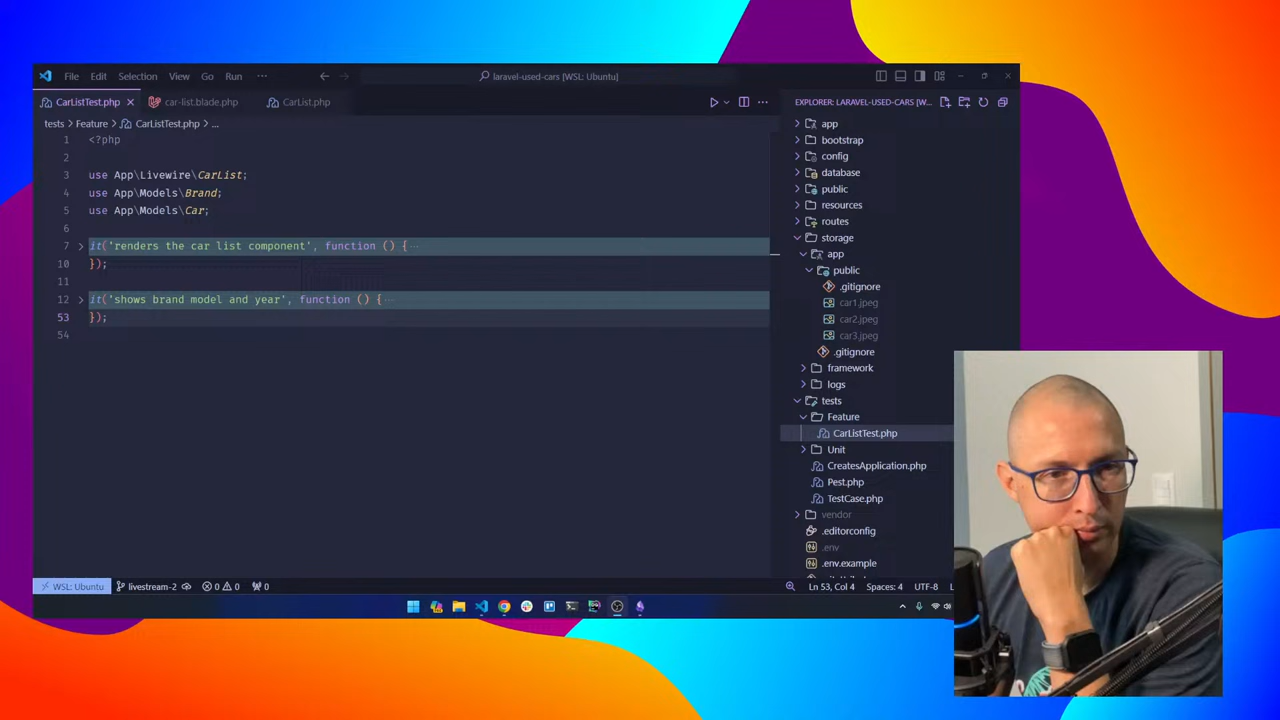 File Edit Selection View Go Run ···
laravel-used-cars [WSL: Ubuntu]
CarListTest.php
car-list.blade.php
CarList.php
tests > Feature > CarListTest.php > ...
1 <?php
2
3 use App\Livewire\CarList;
4 use App\Models\Brand;
5 use App\Models\Car;
6
7 it('renders the car list component', function () {···
10 });
11
12 it('shows brand model and year', function () {···
53 });
54
EXPLORER: LARAVEL-USED-CARS [W...
app
bootstrap
config
database
public
resources
routes
storage
app
public
.gitignore
car1.jpeg
car2.jpeg
car3.jpeg
.gitignore
framework
logs
tests
Feature
CarListTest.php
Unit
CreatesApplication.php
Pest.php
TestCase.php
vendor
.editorconfig
.env
.env.example
WSL: Ubuntu
livestream-2
0 0
0
Ln 53, Col 4 Spaces: 4 UTF-8